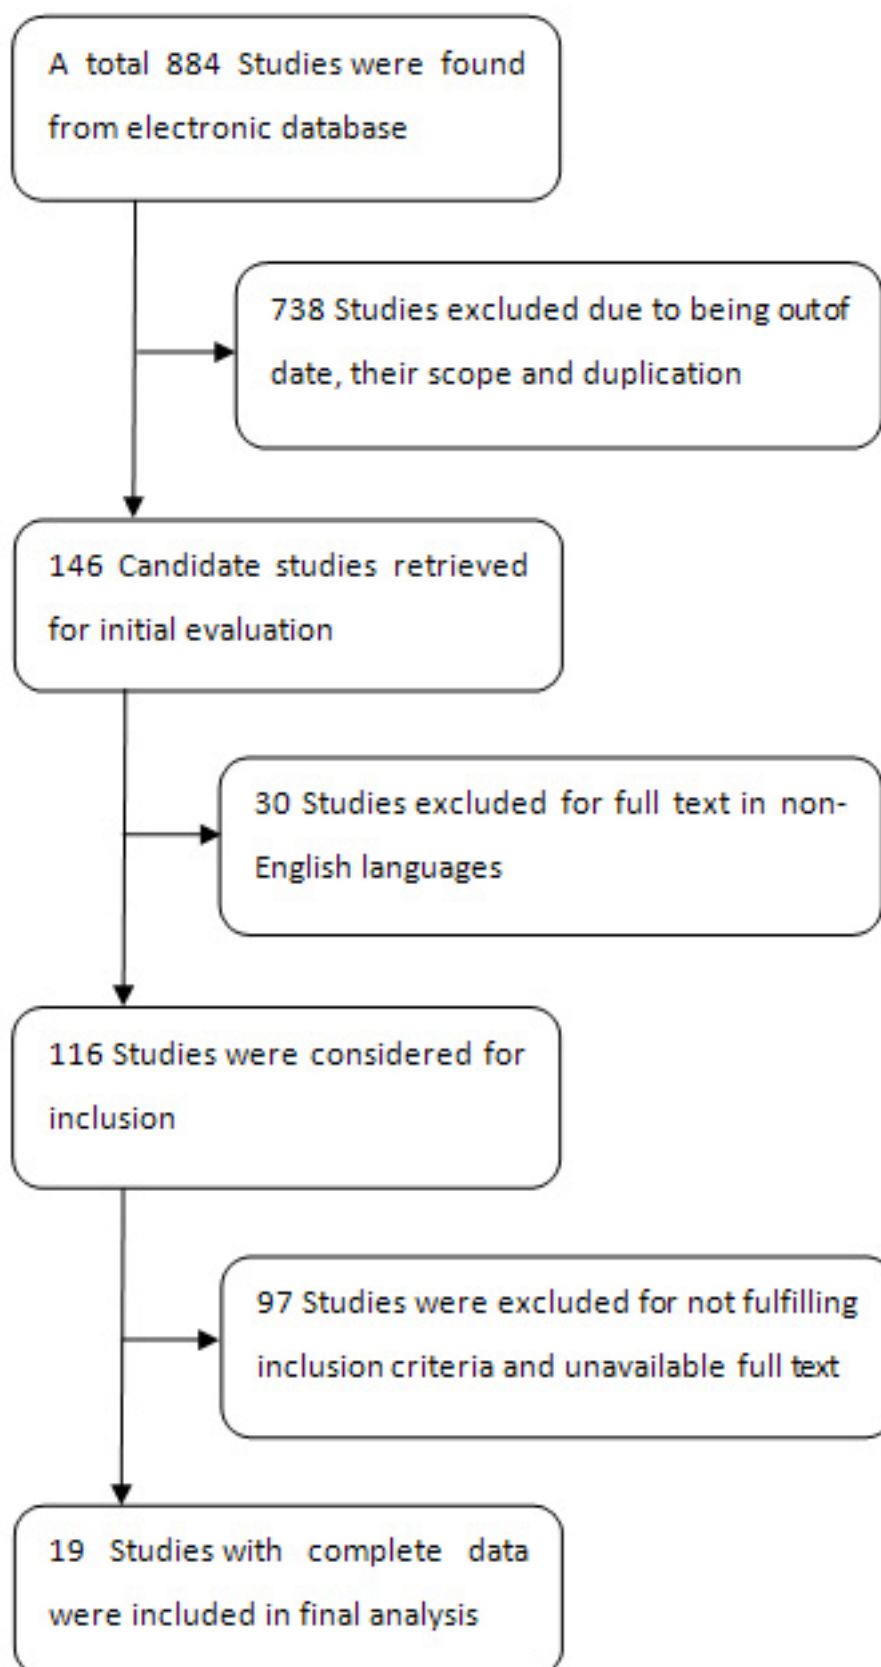 A total 884 Studies were found
from electronic database
738 Studies excluded due to being outof
date, their scope and duplication
146 Candidate studies retrieved
for initial evaluation
30 Studies excluded for full text in non-
English languages
116 Studies were considered for
inclusion
97 Studies were excluded for not fulfilling
inclusion criteria and unavailable full text
19 Studies with complete data
were included in final analysis